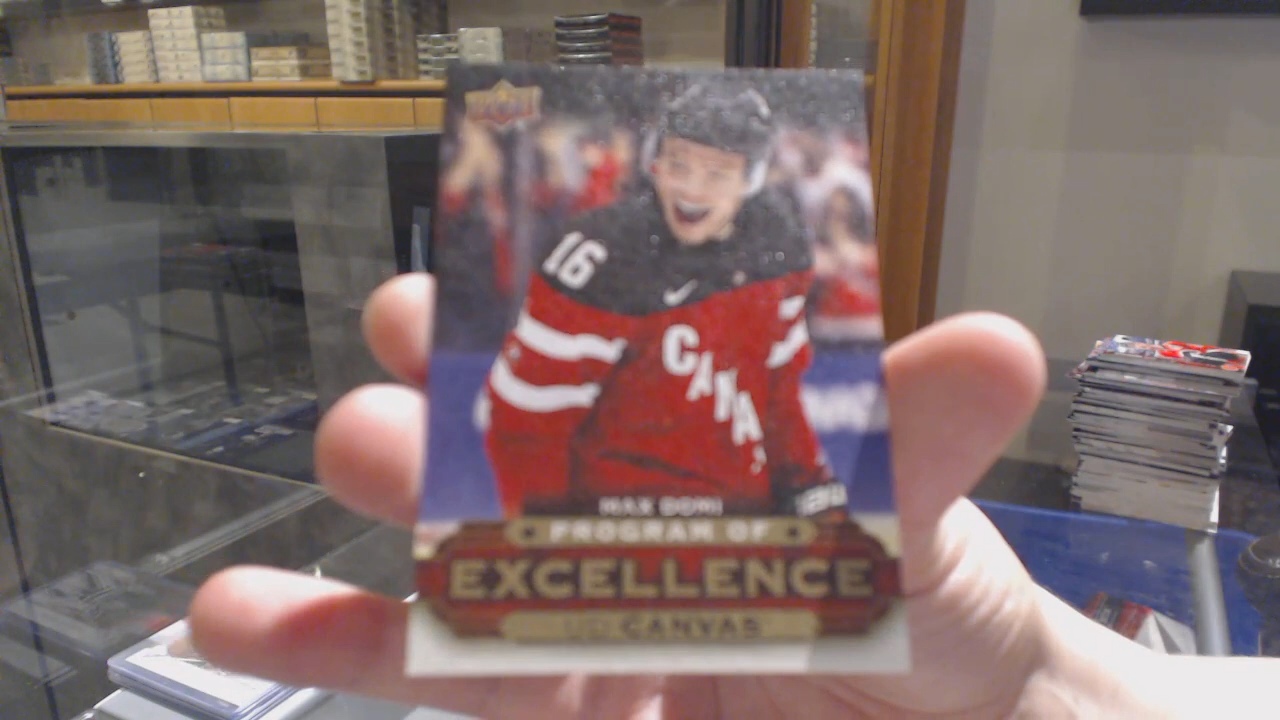 16
CANADA
MAX DOMI
PROGRAM OF
EXCELLENCE
UD CANVAS